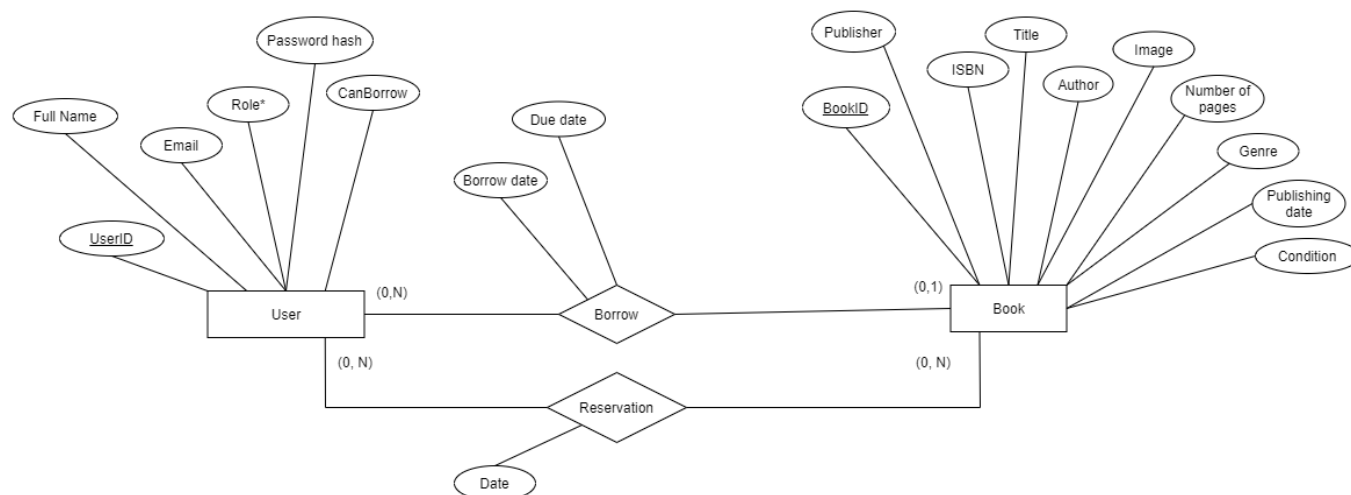 Password hash
Full Name
Role*
CanBorrow
Email
UserID
User
(0,N)
(0, N)
Due date
Borrow date
Borrow
Reservation
Date
Publisher
BookID
ISBN
Title
Author
Image
Number of
pages
Genre
Publishing
date
Condition
(0,1)
Book
(0, N)